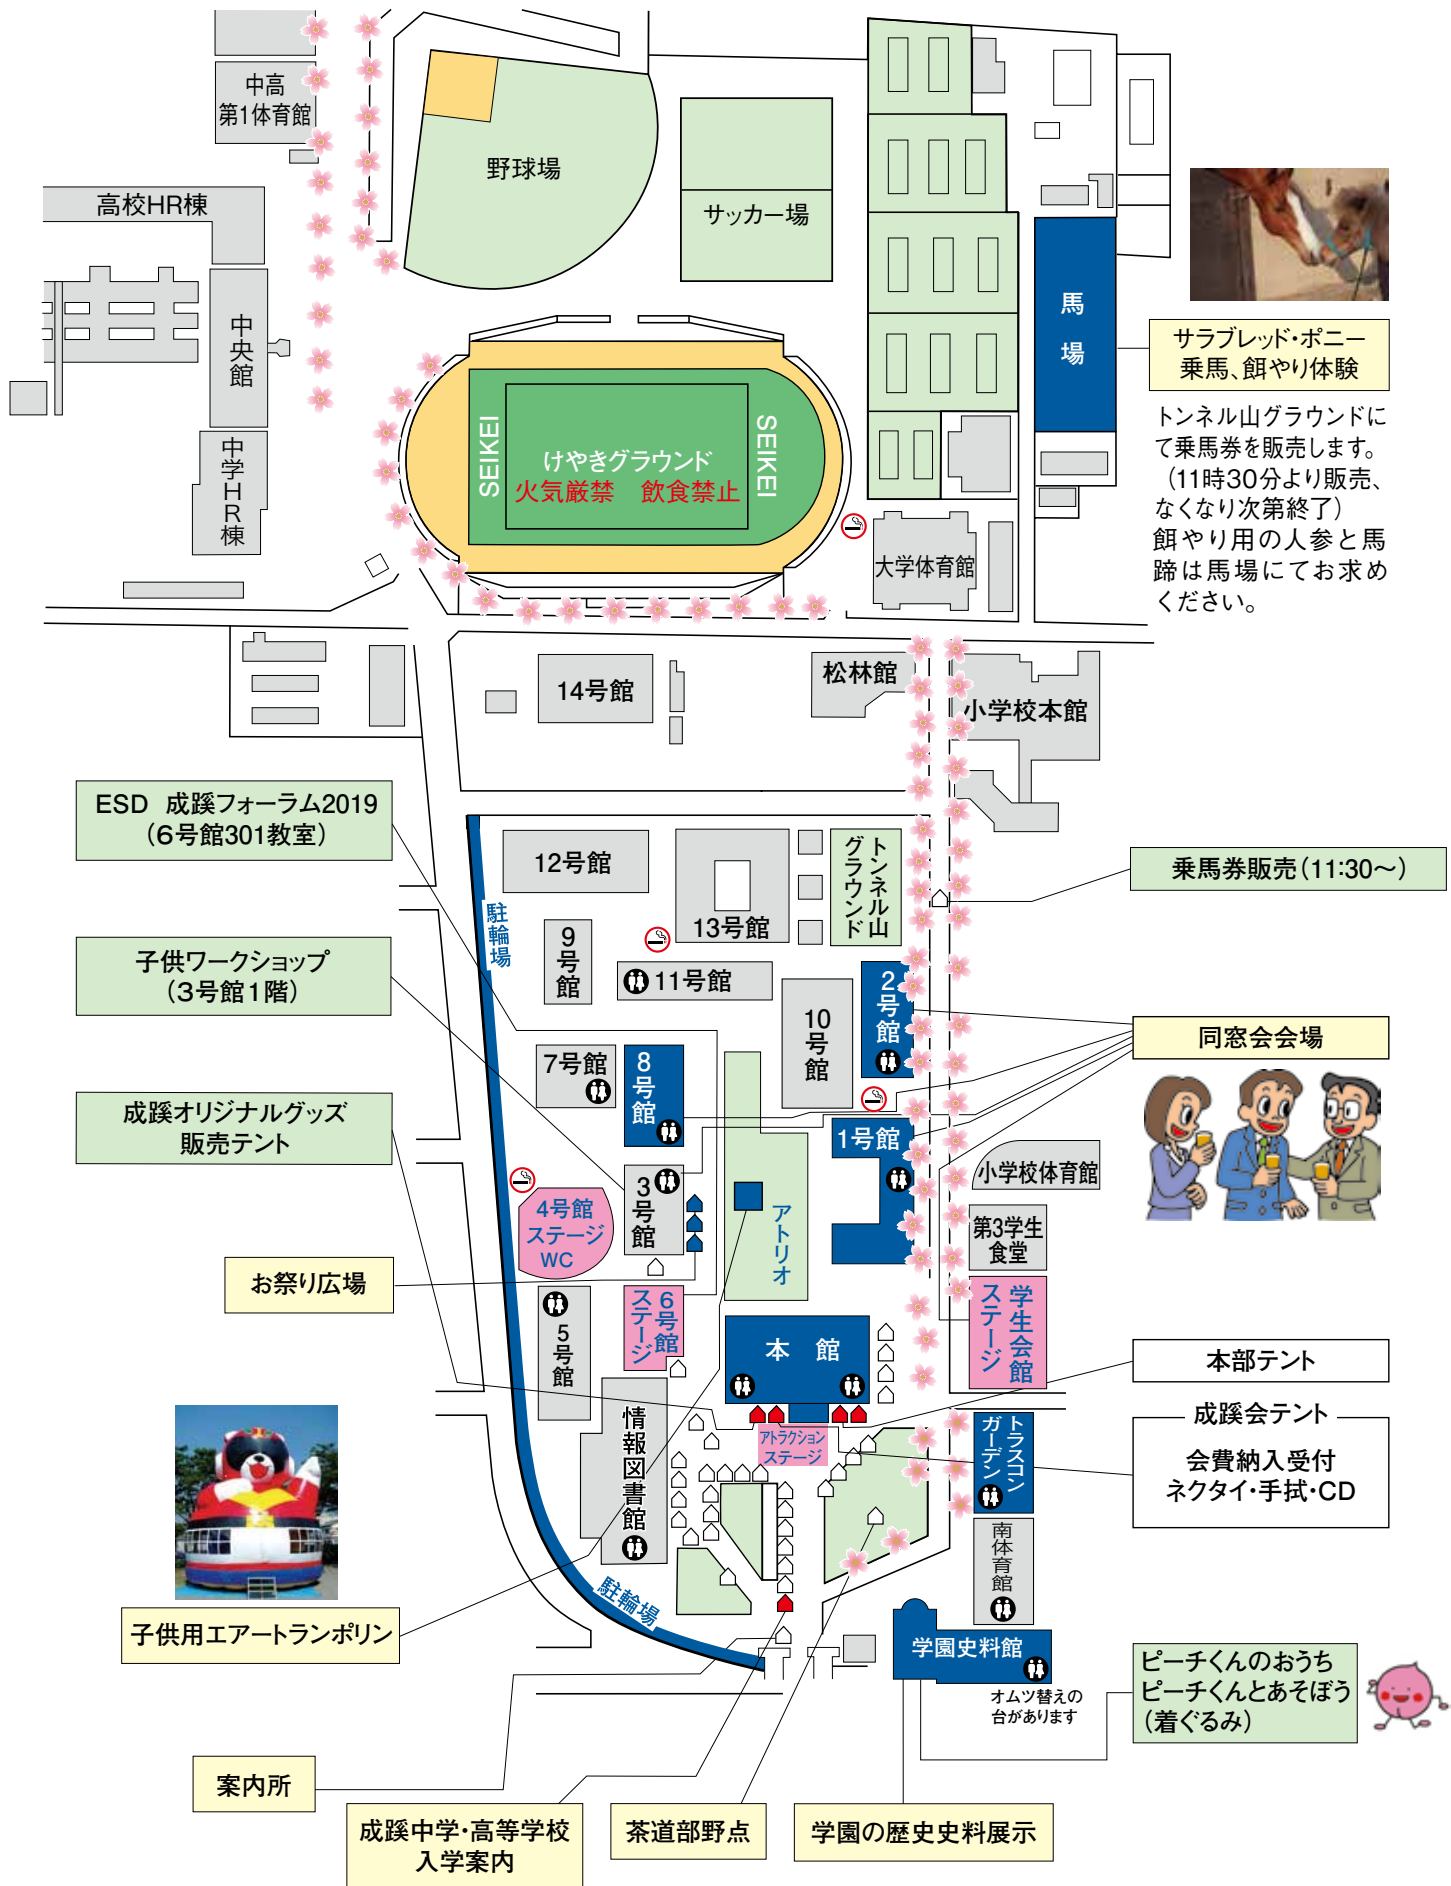 中高
第1体育館
野球場
サッカー場
高校HR棟
中央館
中学HR棟
馬場
サラブレッド・ポニー
乗馬、餌やり体験
トンネル山グラウンドに
て乗馬券を販売します。
（11時30分より販売、
なくなり次第終了）
餌やり用の人参と馬
蹄は馬場にてお求め
ください。
SEIKEI
けやきグラウンド
火気厳禁　飲食禁止
SEIKEI
大学体育館
14号館
松林館
小学校本館
ESD　成蹊フォーラム2019
（6号館301教室）
12号館
13号館
トンネル山
グラウンド
乗馬券販売（11:30～）
駐輪場
子供ワークショップ
（3号館1階）
9号館
11号館
10号館
2号館
同窓会会場
7号館
8号館
成蹊オリジナルグッズ
販売テント
1号館
小学校体育館
4号館
ステージ
WC
3号館
アトリオ
第3学生
食堂
お祭り広場
5号館
6号館
ステージ
学生会館
ステージ
本　館
本部テント
アトラクション
ステージ
情報図書館
トラスコン
ガーデン
成蹊会テント
会費納入受付
ネクタイ・手拭・CD
南体育館
駐輪場
子供用エアートランポリン
学園史料館
オムツ替えの
台があります
ピーチくんのおうち
ピーチくんとあそぼう
（着ぐるみ）
案内所
成蹊中学・高等学校
入学案内
茶道部野点
学園の歴史史料展示